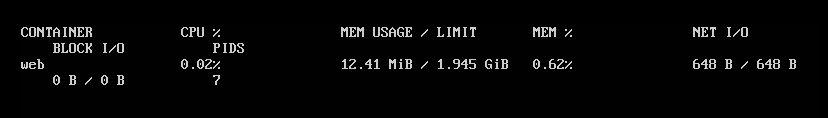 CONTAINER CPU % MEM USAGE / LIMIT MEM % NET I/O
BLOCK I/O PIDS
web 0.02% 12.41 MiB / 1.945 GiB 0.62% 648 B / 648 B
0 B / 0 B 7